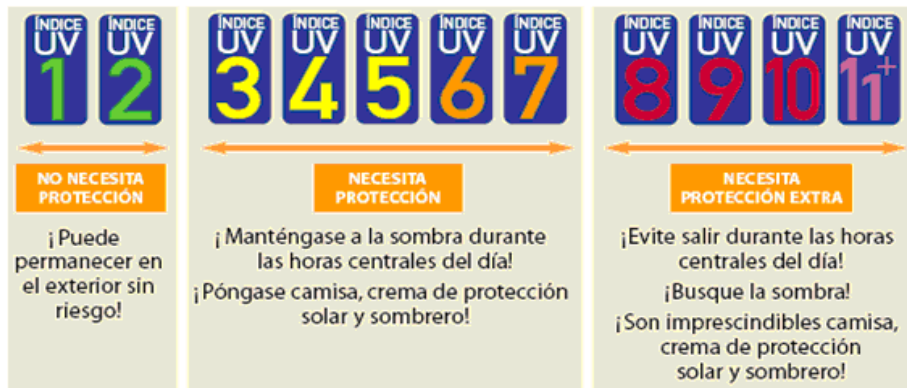 ÍNDICE
UV
1
ÍNDICE
UV
2
NO NECESITA
PROTECCIÓN
¡Puede
permanecer en
el exterior sin
riesgo!
ÍNDICE
UV
3
ÍNDICE
UV
4
ÍNDICE
UV
5
ÍNDICE
UV
6
ÍNDICE
UV
7
NECESITA
PROTECCIÓN
¡Manténgase a la sombra durante
las horas centrales del día!
¡Póngase camisa, crema de protección
solar y sombrero!
ÍNDICE
UV
8
ÍNDICE
UV
9
ÍNDICE
UV
10
ÍNDICE
UV
11+
NECESITA
PROTECCIÓN EXTRA
¡Evite salir durante las horas
centrales del día!
¡Busque la sombra!
¡Son imprescindibles camisa,
crema de protección
solar y sombrero!